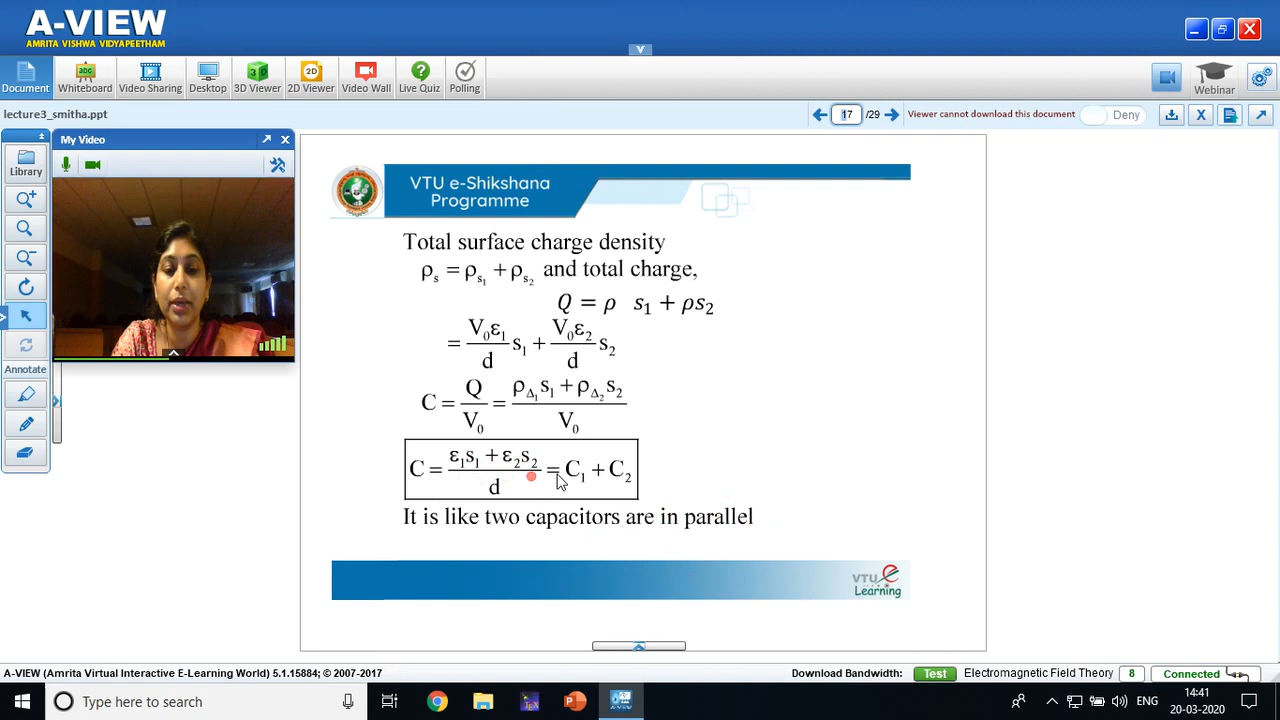 A-VIEW
AMRITA VISHWA VIDYAPEETHAM
Document
Whiteboard
Video Sharing
Desktop
3D Viewer
2D Viewer
Video Wall
Live Quiz
Polling
Webinar
lecture3_smitha.ppt
17 /29
Viewer cannot download this document
Deny
Library
Annotate
My Video
VTU e-Shikshana
Programme
Total surface charge density
ρₛ = ρₛ₁ + ρₛ₂ and total charge,
Q = ρ s₁ + ρs₂
= V₀ε₁/d s₁ + V₀ε₂/d s₂
C = Q/V₀ = (ρ_Δ₁ s₁ + ρ_Δ₂ s₂)/V₀
C = (ε₁s₁ + ε₂s₂)/d = C₁ + C₂
It is like two capacitors are in parallel
VTU e
Learning
A-VIEW (Amrita Virtual Interactive E-Learning World) 5.1.15884; © 2007-2017
Download Bandwidth: Test Electromagnetic Field Theory 8 Connected
Type here to search
ENG
14:41
20-03-2020